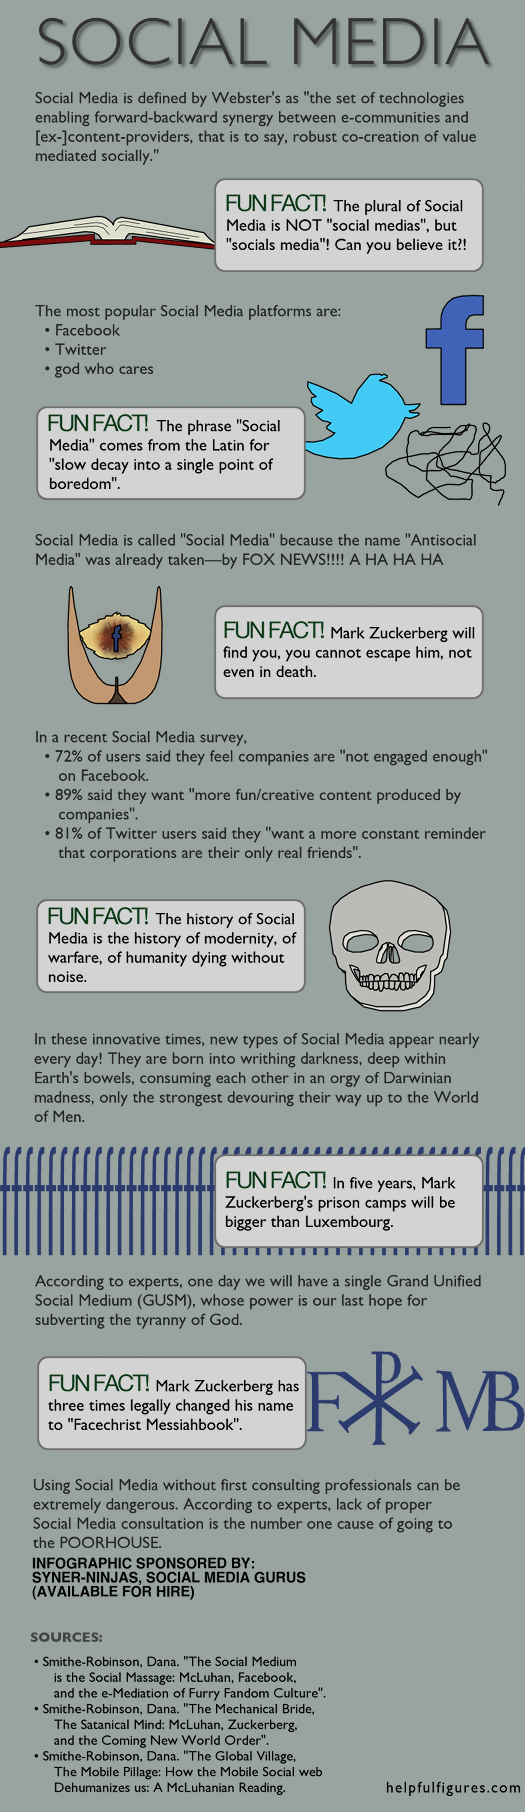 SOCIAL MEDIA
Social Media is defined by Webster's as "the set of technologies
enabling forward-backward synergy between e-communities and
[ex-]content-providers, that is to say, robust co-creation of value
mediated socially."
FUN FACT! The plural of Social
Media is NOT "social medias", but
"socials media"! Can you believe it?!
The most popular Social Media platforms are:
• Facebook
• Twitter
• god who cares
f
FUN FACT! The phrase "Social
Media" comes from the Latin for
"slow decay into a single point of
boredom".
Social Media is called "Social Media" because the name "Antisocial
Media" was already taken—by FOX NEWS!!!! A HA HA HA
f
FUN FACT! Mark Zuckerberg will
find you, you cannot escape him, not
even in death.
In a recent Social Media survey,
• 72% of users said they feel companies are "not engaged enough"
on Facebook.
• 89% said they want "more fun/creative content produced by
companies".
• 81% of Twitter users said they "want a more constant reminder
that corporations are their only real friends".
FUN FACT! The history of Social
Media is the history of modernity, of
warfare, of humanity dying without
noise.
In these innovative times, new types of Social Media appear nearly
every day! They are born into writhing darkness, deep within
Earth's bowels, consuming each other in an orgy of Darwinian
madness, only the strongest devouring their way up to the World
of Men.
FUN FACT! In five years, Mark
Zuckerberg's prison camps will be
bigger than Luxembourg.
According to experts, one day we will have a single Grand Unified
Social Medium (GUSM), whose power is our last hope for
subverting the tyranny of God.
FUN FACT! Mark Zuckerberg has
three times legally changed his name
to "Facechrist Messiahbook".
F☧ MB
Using Social Media without first consulting professionals can be
extremely dangerous. According to experts, lack of proper
Social Media consultation is the number one cause of going to
the POORHOUSE.
INFOGRAPHIC SPONSORED BY:
SYNER-NINJAS, SOCIAL MEDIA GURUS
(AVAILABLE FOR HIRE)
SOURCES:
• Smithe-Robinson, Dana. "The Social Medium
is the Social Massage: McLuhan, Facebook,
and the e-Mediation of Furry Fandom Culture".
• Smithe-Robinson, Dana. "The Mechanical Bride,
The Satanical Mind: McLuhan, Zuckerberg,
and the Coming New World Order".
• Smithe-Robinson, Dana. "The Global Village,
The Mobile Pillage: How the Mobile Social web
Dehumanizes us: A McLuhanian Reading.
helpfulfigures.com